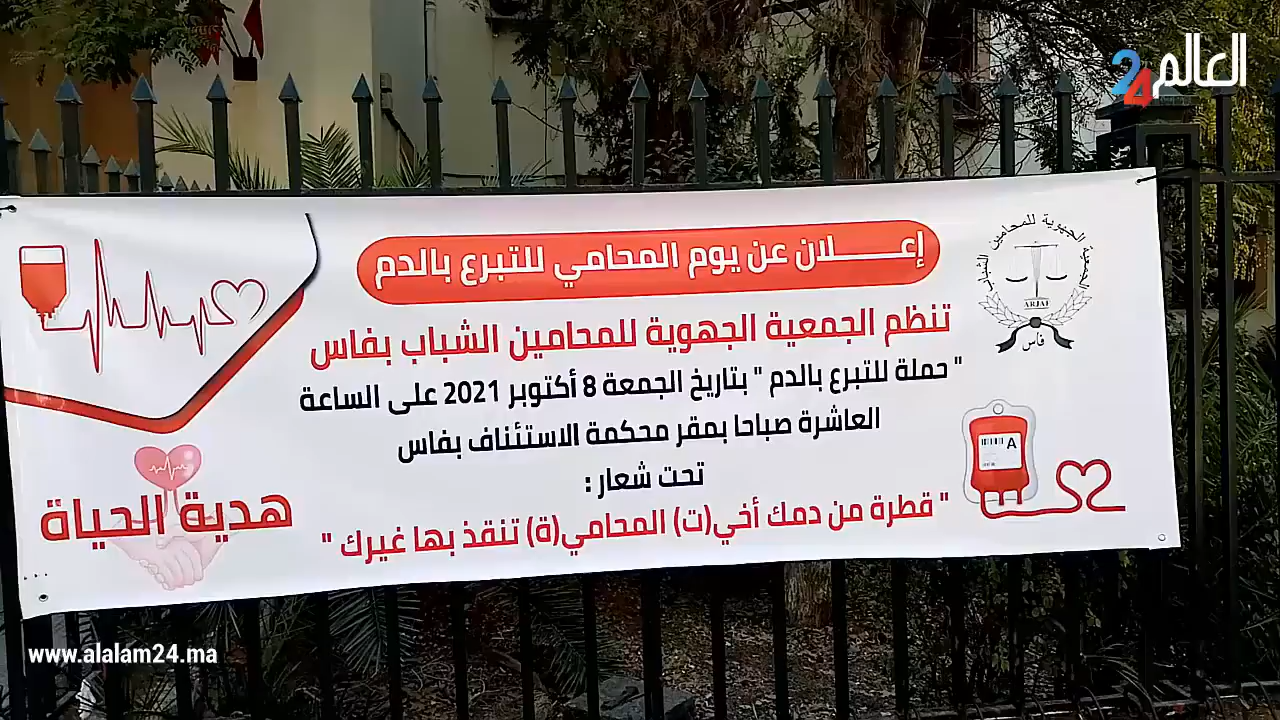 العالم 24
إعـــــــلان عن يوم المحامي للتبرع بالدم
تنظم الجمعية الجهوية للمحامين الشباب بفاس
" حملة للتبرع بالدم " بتاريخ الجمعة 8 أكتوبر 2021 على الساعة
العاشرة صباحا بمقر محكمة الاستئناف بفاس
تحت شعار :
" قطرة من دمك أخي(ت) المحامي(ة) تنقذ بها غيرك "
الجمعية الجهوية للمحامين الشباب
ARJAF
فاس
A
هدية الحياة
www.alalam24.ma